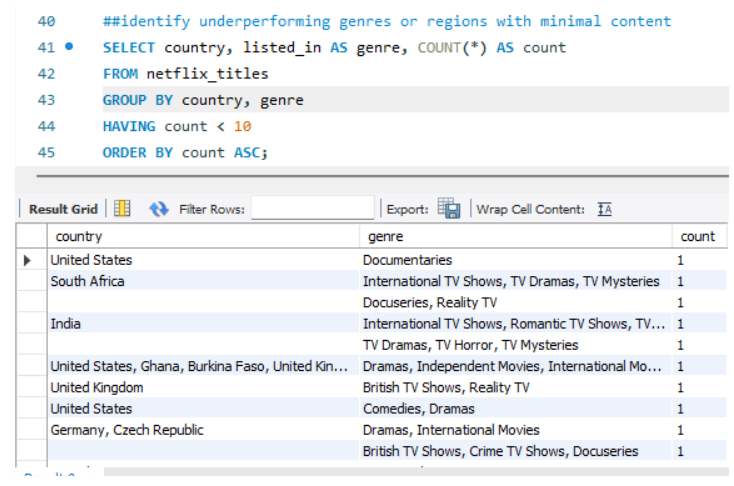 40 ##identify underperforming genres or regions with minimal content
41 SELECT country, listed_in AS genre, COUNT(*) AS count
42 FROM netflix_titles
43 GROUP BY country, genre
44 HAVING count < 10
45 ORDER BY count ASC;
Result Grid Filter Rows: Export: Wrap Cell Content: IA
country genre count
United States Documentaries 1
South Africa International TV Shows, TV Dramas, TV Mysteries 1
Docuseries, Reality TV 1
India International TV Shows, Romantic TV Shows, TV... 1
TV Dramas, TV Horror, TV Mysteries 1
United States, Ghana, Burkina Faso, United Kin... Dramas, Independent Movies, International Mo... 1
United Kingdom British TV Shows, Reality TV 1
United States Comedies, Dramas 1
Germany, Czech Republic Dramas, International Movies 1
British TV Shows, Crime TV Shows, Docuseries 1